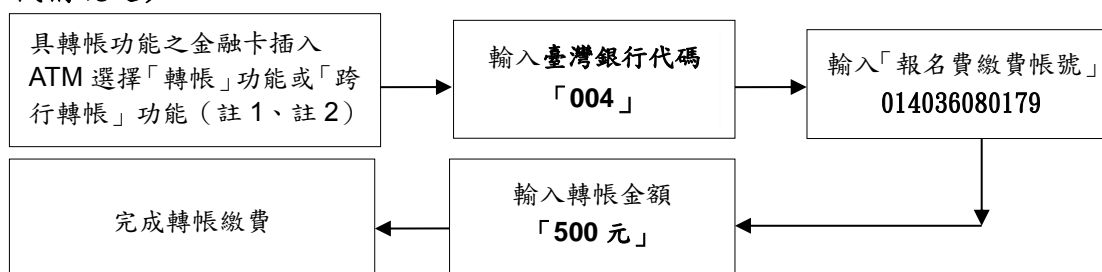 具轉帳功能之金融卡插入
ATM 選擇「轉帳」功能或「跨
行轉帳」功能（註 1、註 2）
輸入臺灣銀行代碼
「004」
輸入「報名費繳費帳號」
014036080179
輸入轉帳金額
「500 元」
完成轉帳繳費